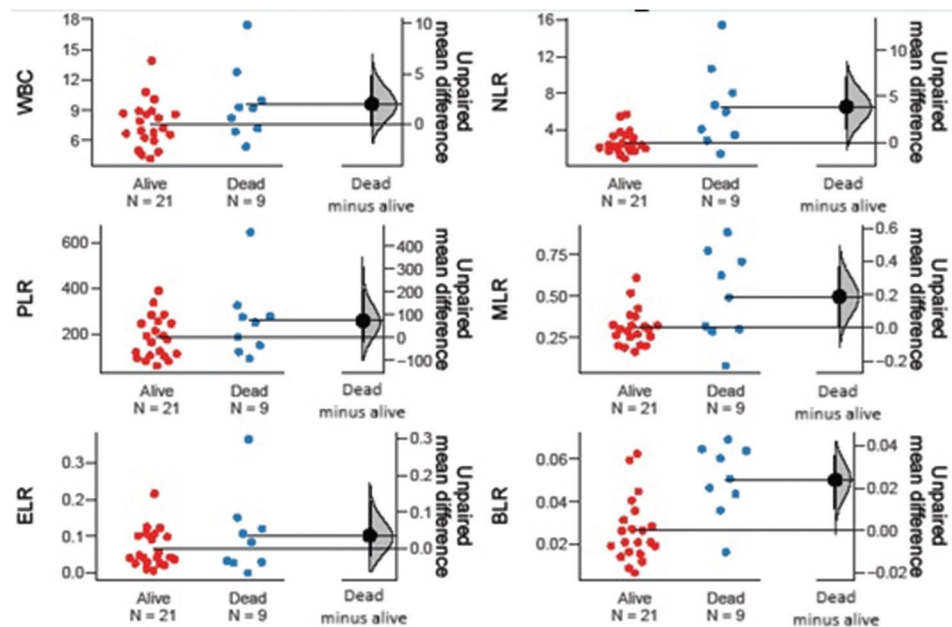 WBC
18
15
12
9
6
10
5
0
Unpaired
mean difference
Alive
N = 21
Dead
N = 9
Dead
minus alive
NLR
16
12
8
4
10
5
0
Unpaired
mean difference
Alive
N = 21
Dead
N = 9
Dead
minus alive
PLR
600
400
200
400
300
200
100
0
−100
Unpaired
mean difference
Alive
N = 21
Dead
N = 9
Dead
minus alive
MLR
0.75
0.50
0.25
0.6
0.4
0.2
0.0
−0.2
Unpaired
mean difference
Alive
N = 21
Dead
N = 9
Dead
minus alive
ELR
0.3
0.2
0.1
0.0
0.3
0.2
0.1
0.0
Unpaired
mean difference
Alive
N = 21
Dead
N = 9
Dead
minus alive
BLR
0.06
0.04
0.02
0.04
0.02
0.00
−0.02
Unpaired
mean difference
Alive
N = 21
Dead
N = 9
Dead
minus alive